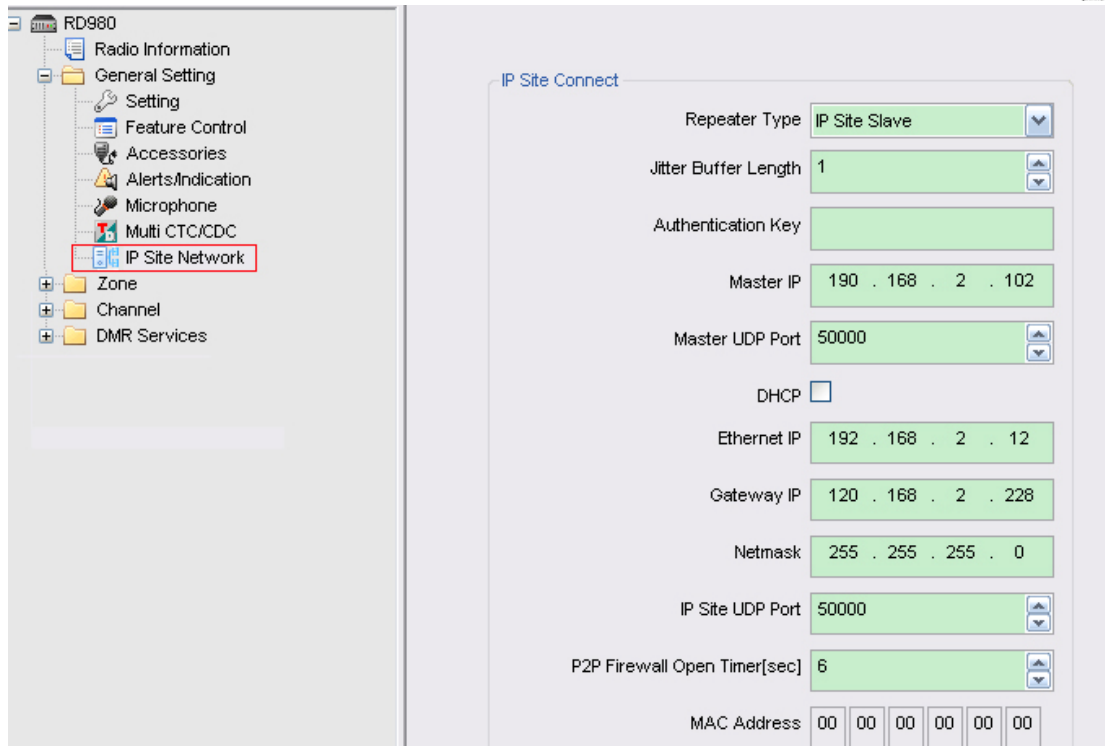 RD980
Radio Information
General Setting
Setting
Feature Control
Accessories
Alerts/Indication
Microphone
Multi CTC/CDC
IP Site Network
Zone
Channel
DMR Services
IP Site Connect
Repeater Type IP Site Slave
Jitter Buffer Length 1
Authentication Key
Master IP 190 . 168 . 2 . 102
Master UDP Port 50000
DHCP
Ethernet IP 192 . 168 . 2 . 12
Gateway IP 120 . 168 . 2 . 228
Netmask 255 . 255 . 255 . 0
IP Site UDP Port 50000
P2P Firewall Open Timer[sec] 6
MAC Address 00 00 00 00 00 00